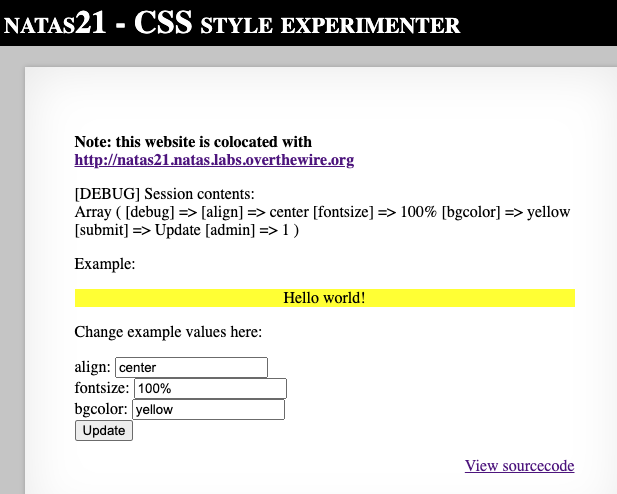 natas21 - CSS style experimenter
Note: this website is colocated with
http://natas21.natas.labs.overthewire.org
[DEBUG] Session contents:
Array ( [debug] => [align] => center [fontsize] => 100% [bgcolor] => yellow
[submit] => Update [admin] => 1 )
Example:
Hello world!
Change example values here:
align: center
fontsize: 100%
bgcolor: yellow
Update
View sourcecode